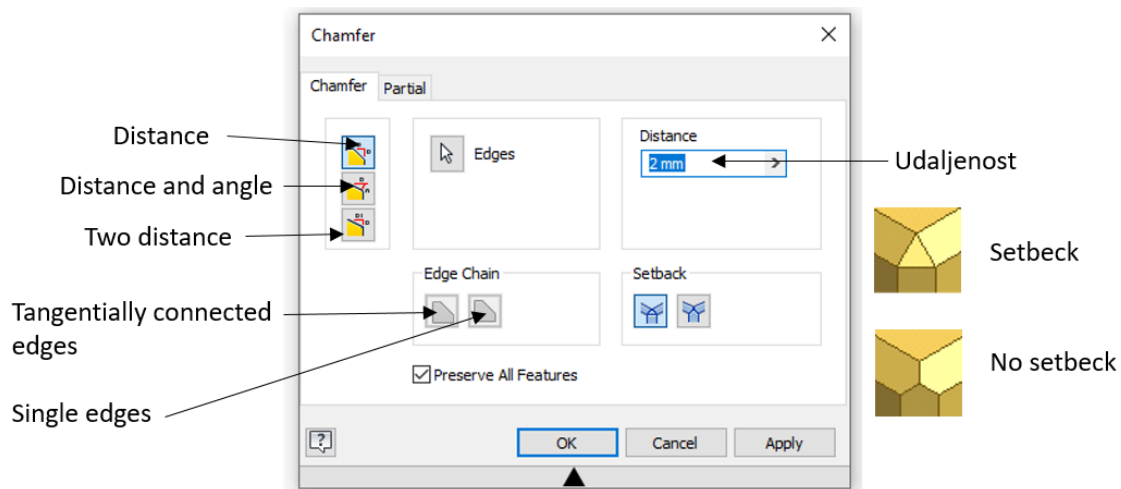 Chamfer
Chamfer
Partial
Distance
Distance and angle
Two distance
Tangentially connected
edges
Single edges
Edges
Distance
2 mm
Udaljenost
Edge Chain
Setback
Preserve All Features
Setbeck
No setbeck
?
OK
Cancel
Apply